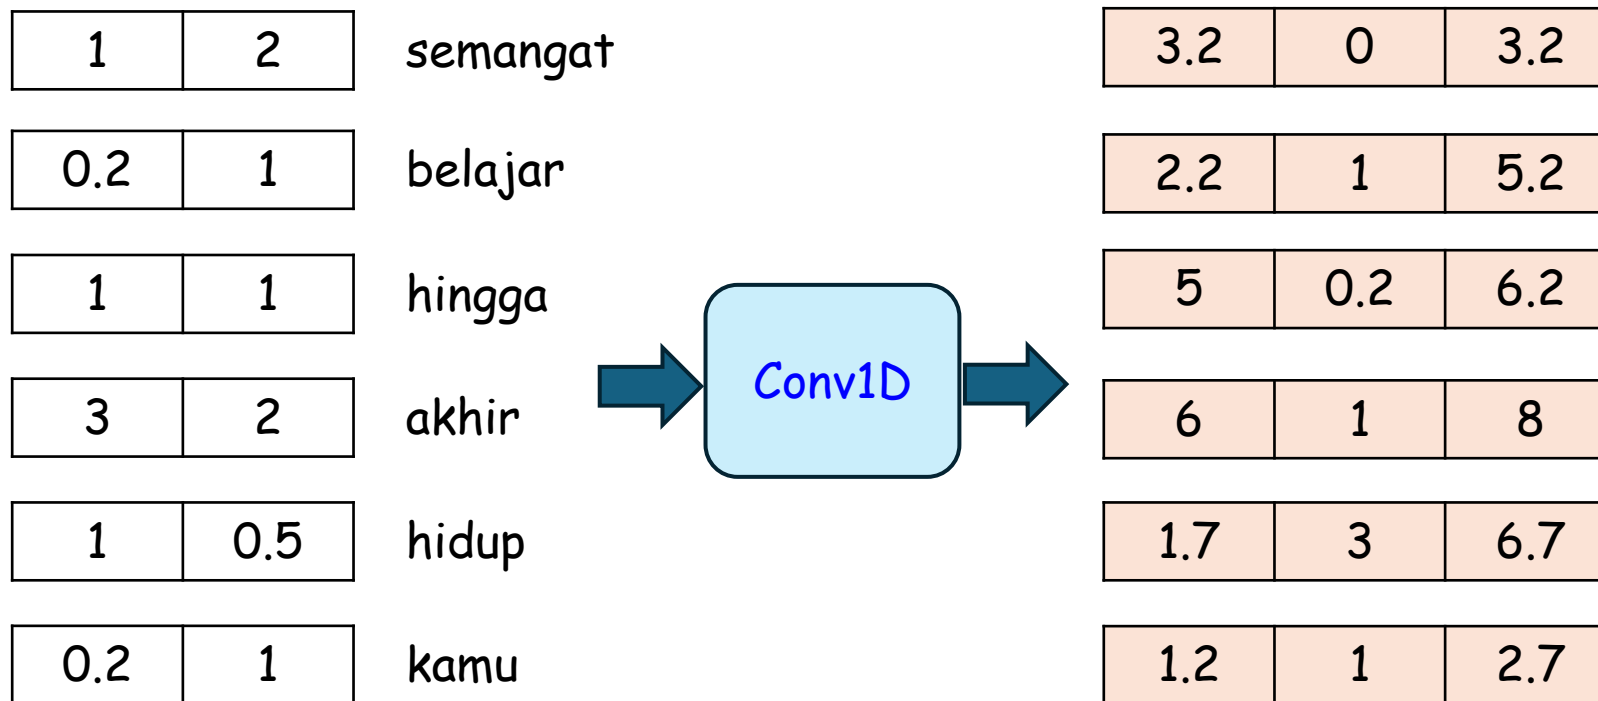 1 2 semangat 3.2 0 3.2
0.2 1 belajar 2.2 1 5.2
1 1 hingga 5 0.2 6.2
Conv1D
3 2 akhir 6 1 8
1 0.5 hidup 1.7 3 6.7
0.2 1 kamu 1.2 1 2.7